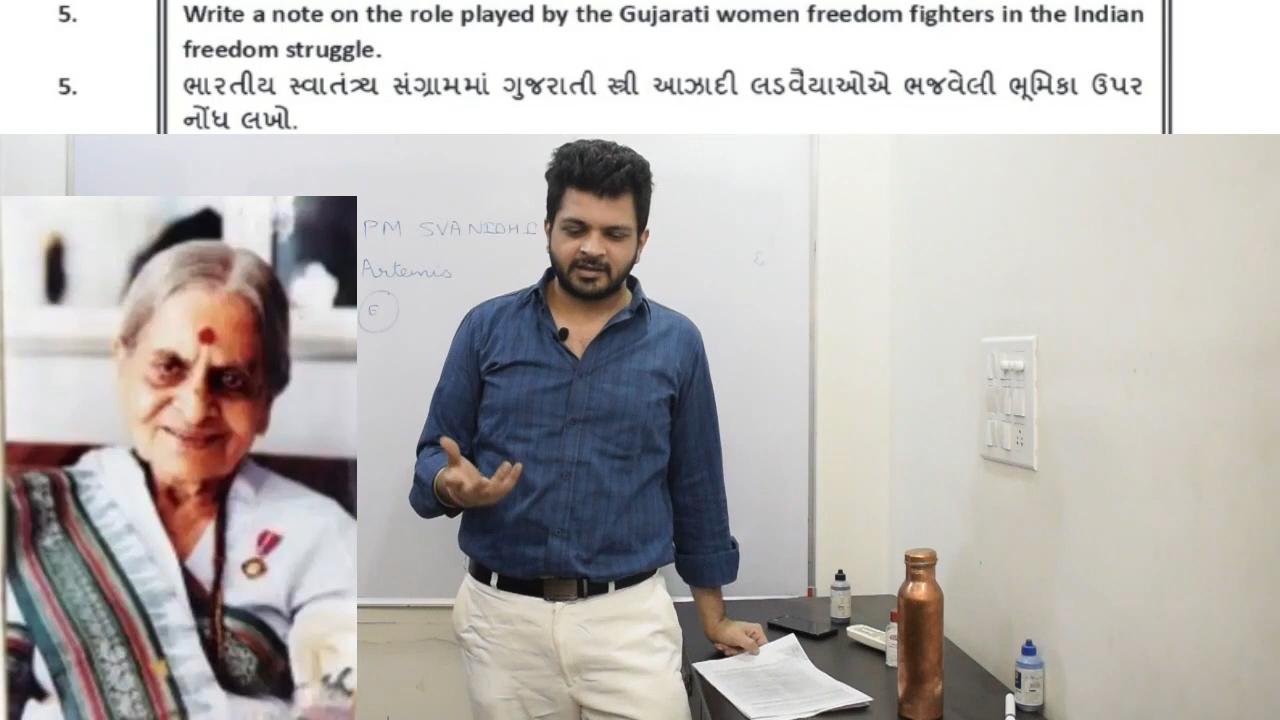 5. Write a note on the role played by the Gujarati women freedom fighters in the Indian
freedom struggle.
5. ભારતીય સ્વાતંત્ર્ય સંગ્રામમાં ગુજરાતી સ્ત્રી આઝાદી લડવૈયાઓએ ભજવેલી ભૂમિકા ઉપર
નોંધ લખો.
PM SVANIDHI
Artemis
E